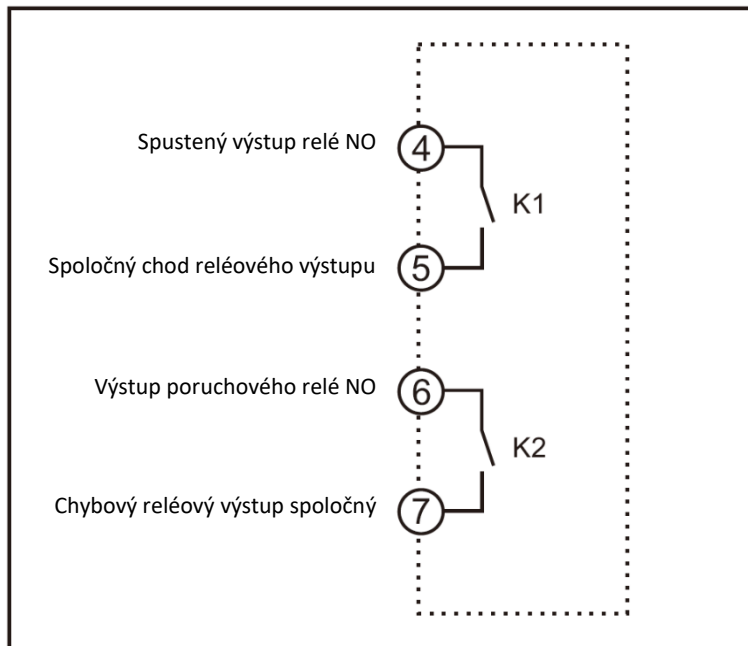 Spustený výstup relé NO
4
K1
Spoločný chod reléového výstupu
5
Výstup poruchového relé NO
6
K2
Chybový reléový výstup spoločný
7